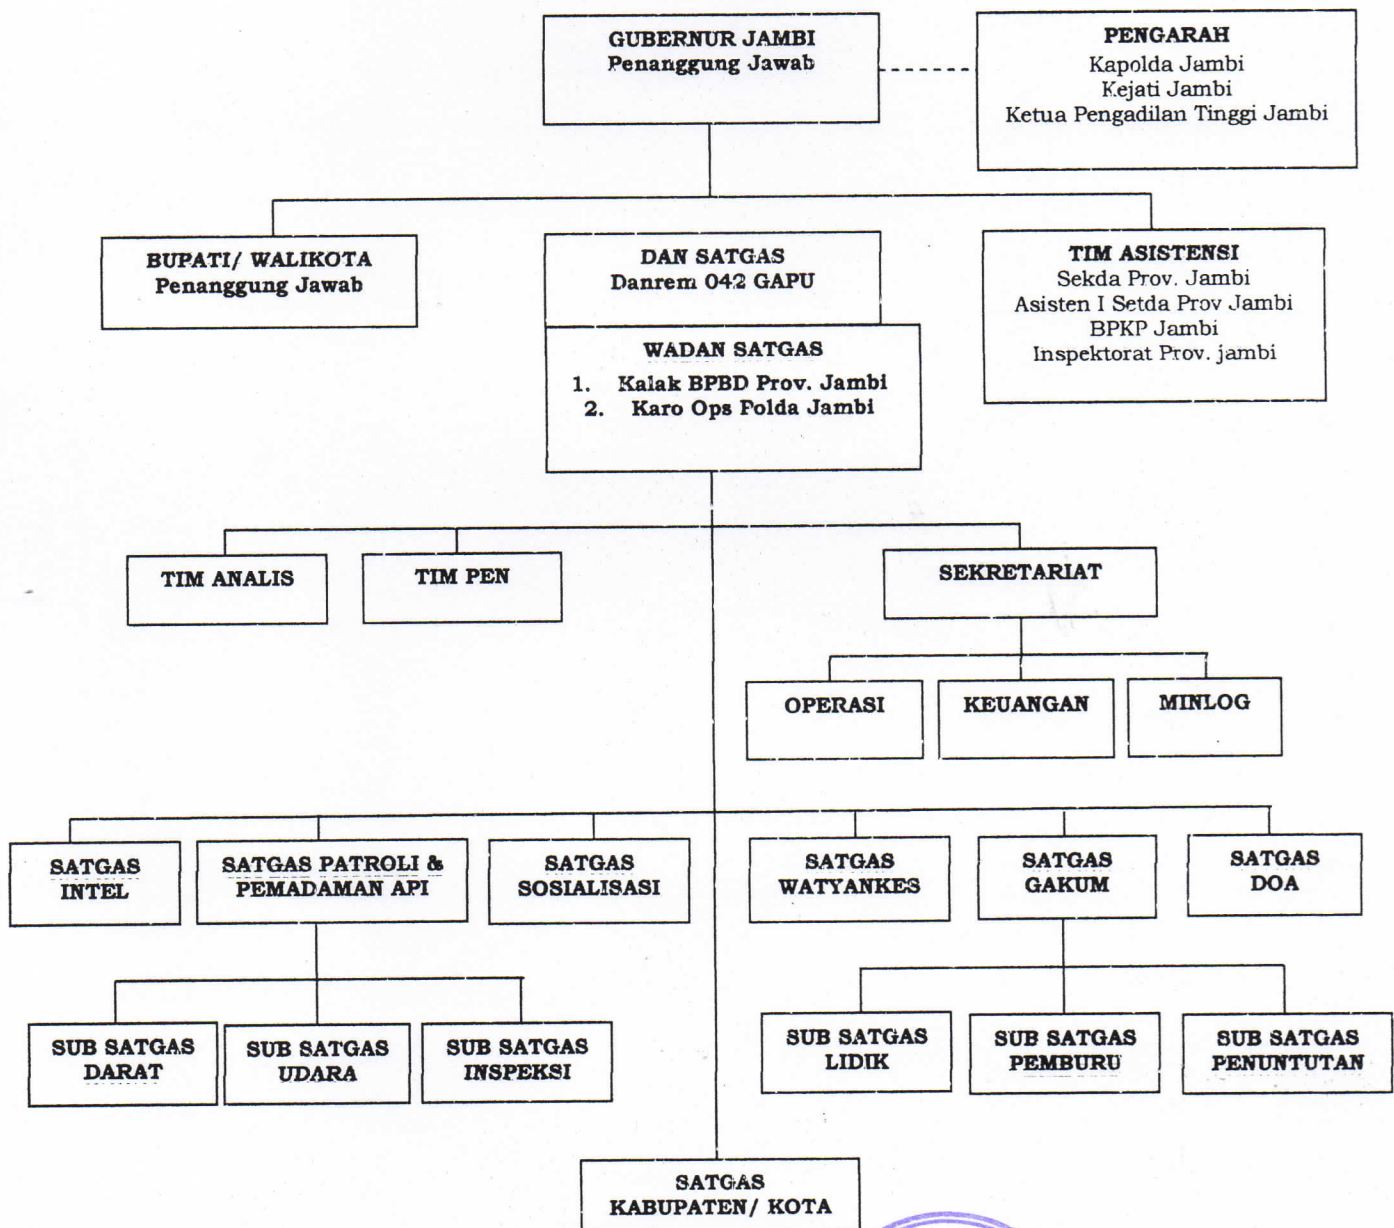 GUBERNUR JAMBI
Penanggung Jawab
PENGARAH
Kapolda Jambi
Kejati Jambi
Ketua Pengadilan Tinggi Jambi
BUPATI/ WALIKOTA
Penanggung Jawab
DAN SATGAS
Danrem 042 GAPU
TIM ASISTENSI
Sekda Prov. Jambi
Asisten I Setda Prov Jambi
BPKP Jambi
Inspektorat Prov. jambi
WADAN SATGAS
1. Kalak BPBD Prov. Jambi
2. Karo Ops Polda Jambi
TIM ANALIS
TIM PEN
SEKRETARIAT
OPERASI
KEUANGAN
MINLOG
SATGAS
INTEL
SATGAS PATROLI &
PEMADAMAN API
SATGAS
SOSIALISASI
SATGAS
WATYANKES
SATGAS
GAKUM
SATGAS
DOA
SUB SATGAS
DARAT
SUB SATGAS
UDARA
SUB SATGAS
INSPEKSI
SUB SATGAS
LIDIK
SUB SATGAS
PEMBURU
SUB SATGAS
PENUNTUTAN
SATGAS
KABUPATEN/ KOTA